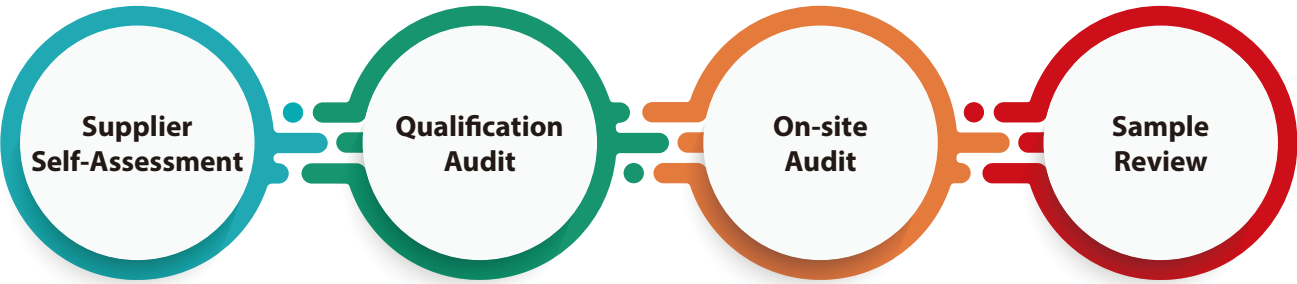 Supplier
Self-Assessment
Qualification
Audit
On-site
Audit
Sample
Review